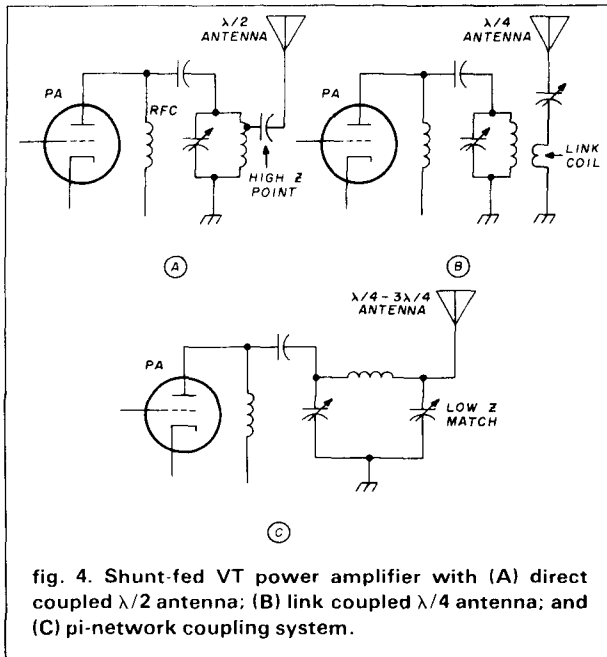 λ/2
ANTENNA
PA
RFC
HIGH Z
POINT
A
λ/4
ANTENNA
PA
LINK
COIL
B
λ/4 - 3λ/4
ANTENNA
PA
LOW Z
MATCH
C
fig. 4. Shunt-fed VT power amplifier with (A) direct
coupled λ/2 antenna; (B) link coupled λ/4 antenna; and
(C) pi-network coupling system.